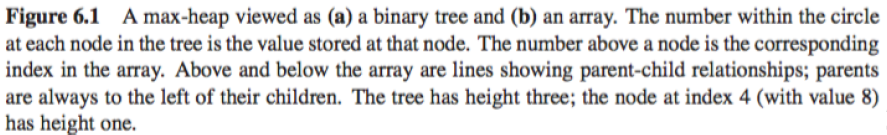 Figure 6.1 A max-heap viewed as (a) a binary tree and (b) an array. The number within the circle
at each node in the tree is the value stored at that node. The number above a node is the corresponding
index in the array. Above and below the array are lines showing parent-child relationships; parents
are always to the left of their children. The tree has height three; the node at index 4 (with value 8)
has height one.